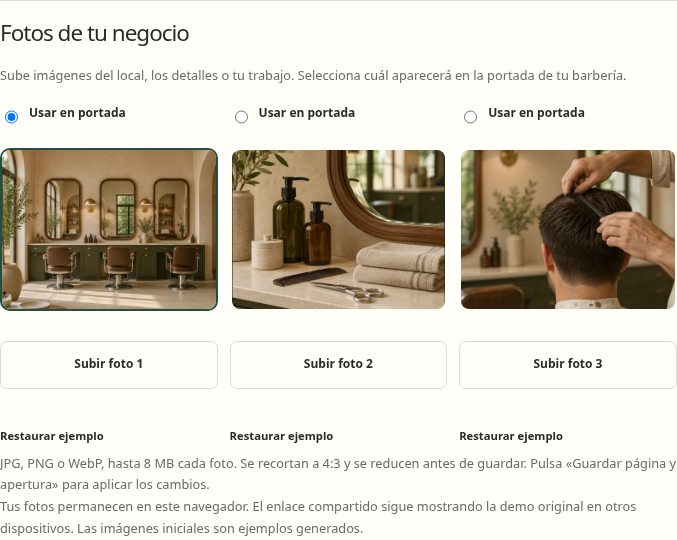 Fotos de tu negocio
Sube imágenes del local, los detalles o tu trabajo. Selecciona cuál aparecerá en la portada de tu barbería.
Usar en portada
Usar en portada
Usar en portada
Subir foto 1
Subir foto 2
Subir foto 3
Restaurar ejemplo
Restaurar ejemplo
Restaurar ejemplo
JPG, PNG o WebP, hasta 8 MB cada foto. Se recortan a 4:3 y se reducen antes de guardar. Pulsa «Guardar página y
apertura» para aplicar los cambios.
Tus fotos permanecen en este navegador. El enlace compartido sigue mostrando la demo original en otros
dispositivos. Las imágenes iniciales son ejemplos generados.